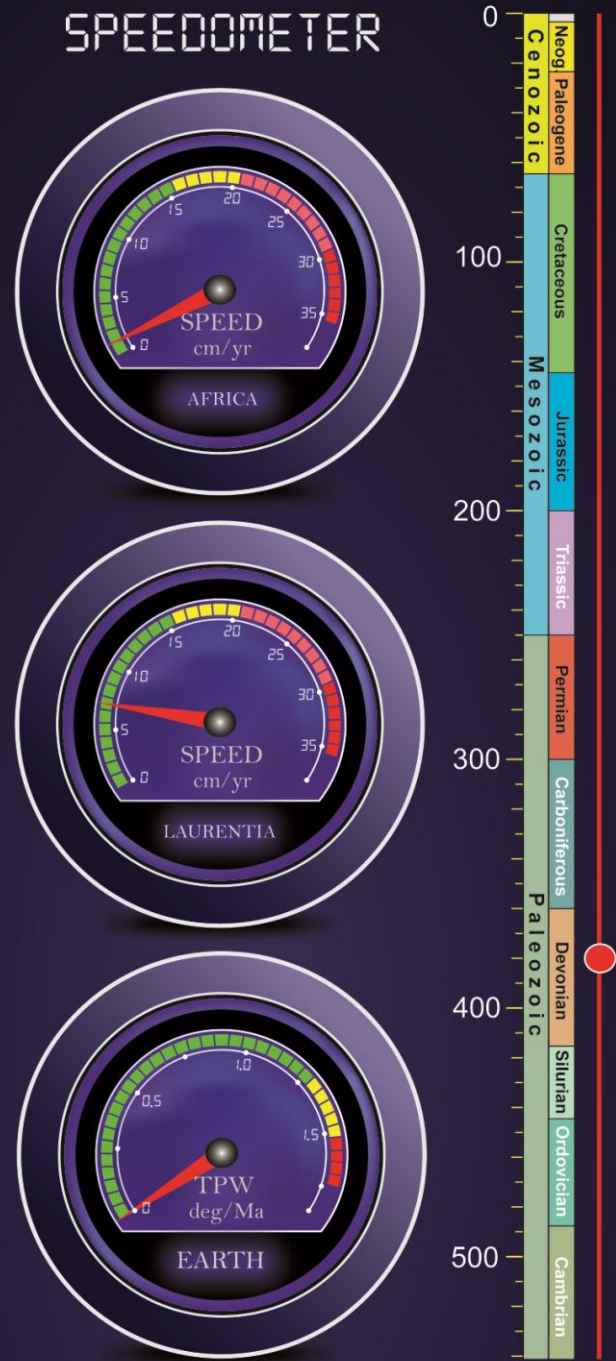 SPEEDOMETER
0
5
10
15
20
25
30
35
SPEED
cm/yr
AFRICA
0
5
10
15
20
25
30
35
SPEED
cm/yr
LAURENTIA
0
0.5
1.0
1.5
TPW
deg/Ma
EARTH
0
100
200
300
400
500
Cenozoic
Mesozoic
Paleozoic
Neog.
Paleogene
Cretaceous
Jurassic
Triassic
Permian
Carboniferous
Devonian
Silurian
Ordovician
Cambrian